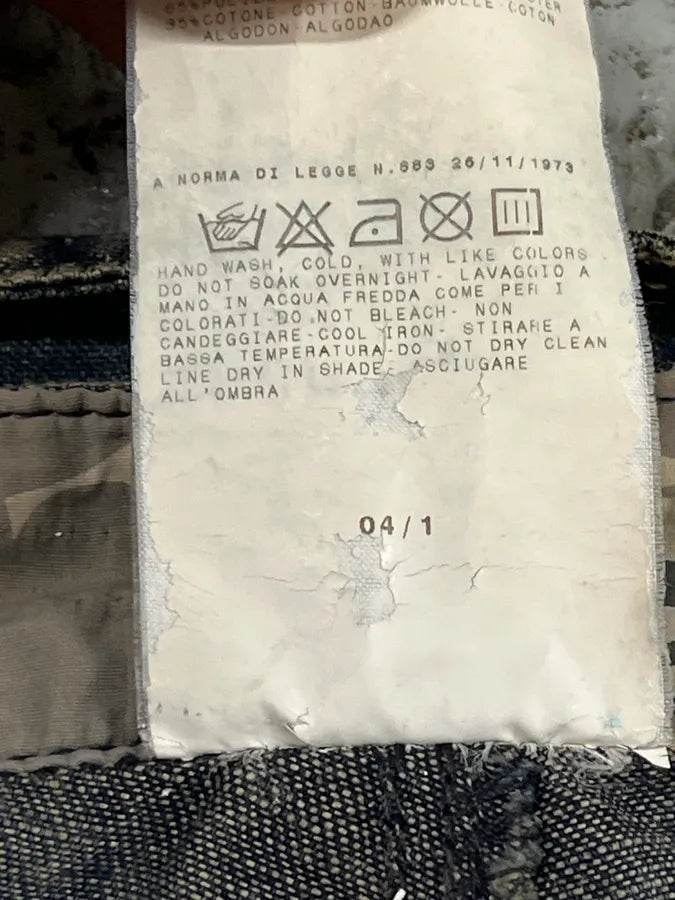 COTONE COTTON-BAUMWOLLE-COTON
ALGODON-ALGODAO
A NORMA DI LEGGE N.883 26/11/1973
HAND WASH, COLD, WITH LIKE COLORS.
DO NOT SOAK OVERNIGHT- LAVAGGIO A
MANO IN ACQUA FREDDA COME PER I
COLORATI-DO NOT BLEACH- NON
CANDEGGIARE-COOL IRON- STIRARE A
BASSA TEMPERATURA-DO NOT DRY CLEAN
LINE DRY IN SHADE- ASCIUGARE
ALL'OMBRA
04/1